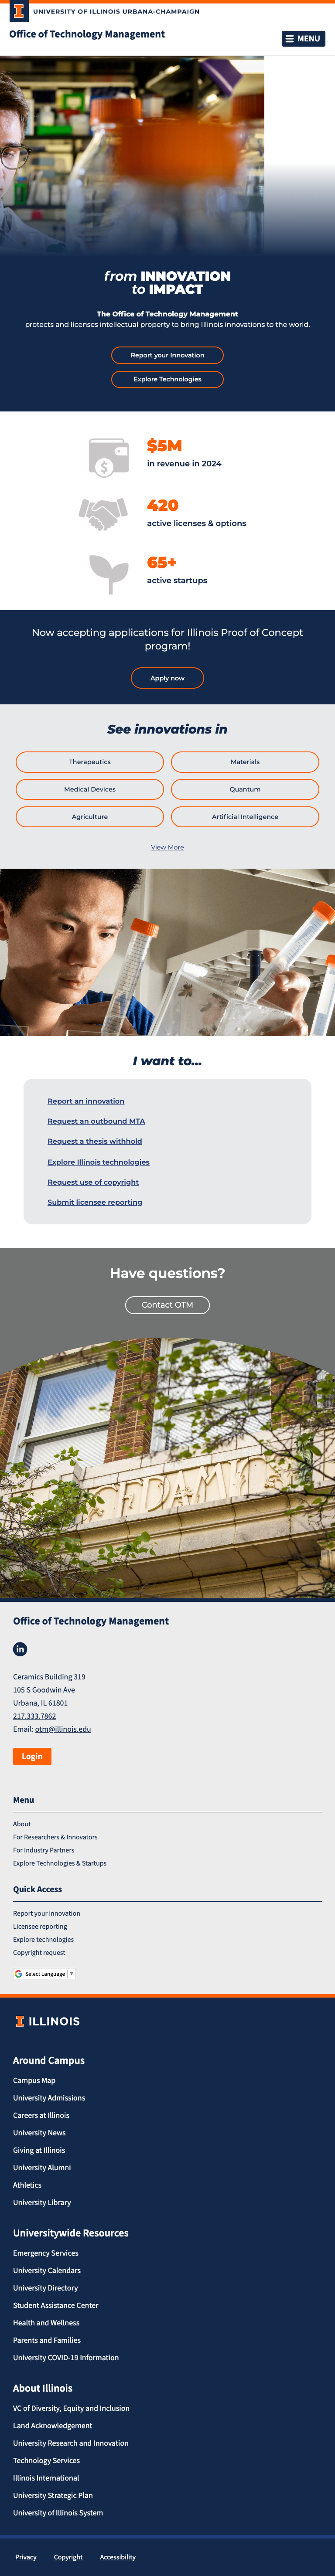 UNIVERSITY OF ILLINOIS URBANA-CHAMPAIGN
Office of Technology Management
MENU
from INNOVATION
to IMPACT
The Office of Technology Management
protects and licenses intellectual property to bring Illinois innovations to the world.
Report your Innovation
Explore Technologies
$5M
in revenue in 2024
420
active licenses & options
65+
active startups
Now accepting applications for Illinois Proof of Concept
program!
Apply now
See innovations in
Therapeutics
Materials
Medical Devices
Quantum
Agriculture
Artificial Intelligence
View More
I want to...
Report an innovation
Request an outbound MTA
Request a thesis withhold
Explore Illinois technologies
Request use of copyright
Submit licensee reporting
Have questions?
Contact OTM
Office of Technology Management
in
Ceramics Building 319
105 S Goodwin Ave
Urbana, IL 61801
217.333.7862
Email: otm@illinois.edu
Login
Menu
About
For Researchers & Innovators
For Industry Partners
Explore Technologies & Startups
Quick Access
Report your innovation
Licensee reporting
Explore technologies
Copyright request
Select Language
ILLINOIS
Around Campus
Campus Map
University Admissions
Careers at Illinois
University News
Giving at Illinois
University Alumni
Athletics
University Library
Universitywide Resources
Emergency Services
University Calendars
University Directory
Student Assistance Center
Health and Wellness
Parents and Families
University COVID-19 Information
About Illinois
VC of Diversity, Equity and Inclusion
Land Acknowledgement
University Research and Innovation
Technology Services
Illinois International
University Strategic Plan
University of Illinois System
Privacy
Copyright
Accessibility